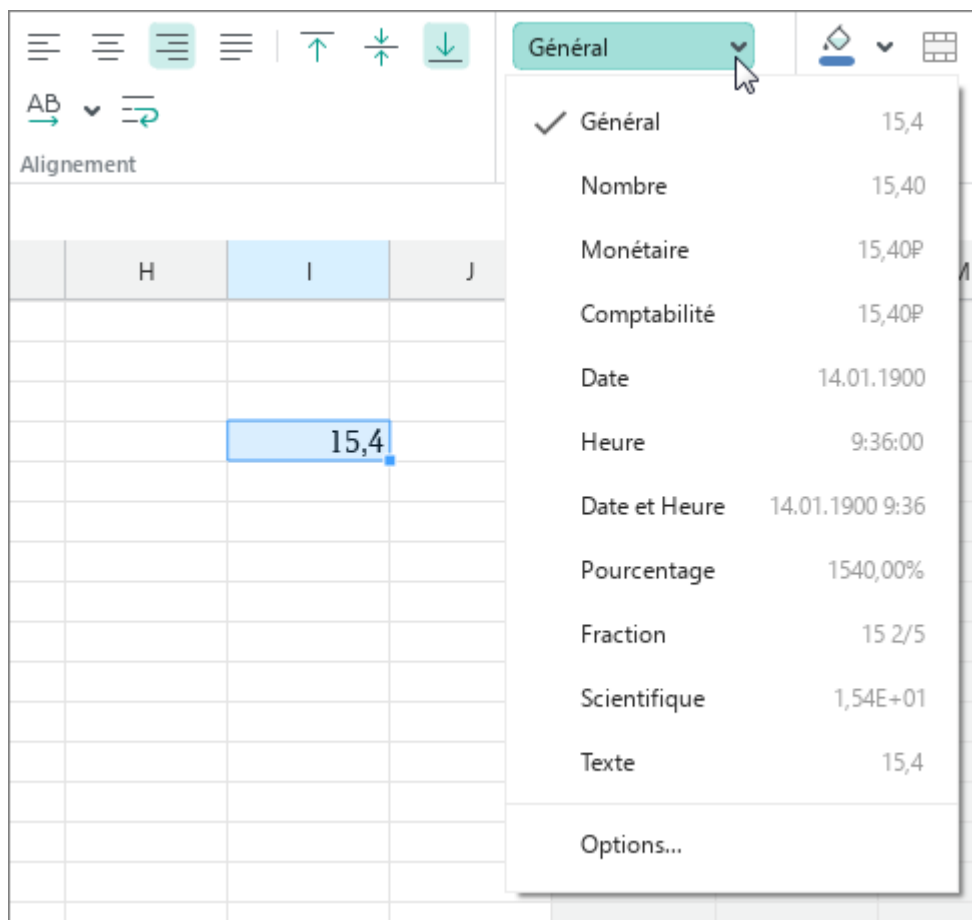 Général
AB
Alignement
H I J M
15,4
Général 15,4
Nombre 15,40
Monétaire 15,40₽
Comptabilité 15,40₽
Date 14.01.1900
Heure 9:36:00
Date et Heure 14.01.1900 9:36
Pourcentage 1540,00%
Fraction 15 2/5
Scientifique 1,54E+01
Texte 15,4
Options...